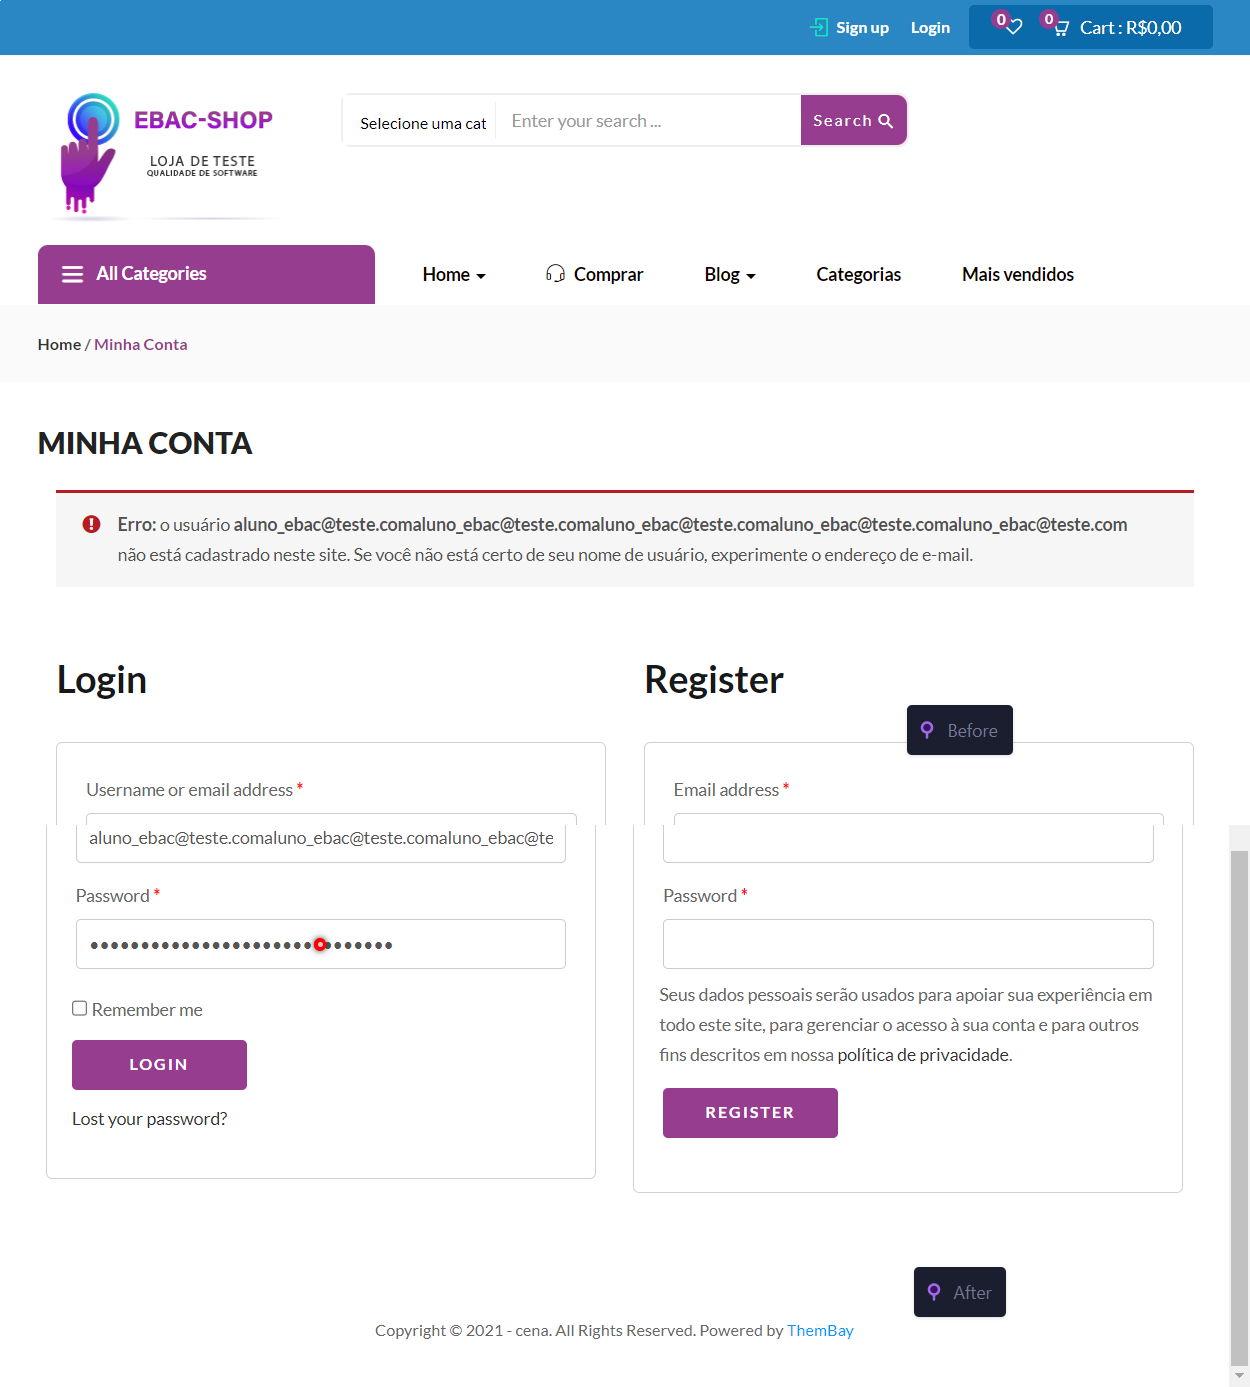 Sign up
Login
0
0
Cart : R$0,00
EBAC-SHOP
LOJA DE TESTE
QUALIDADE DE SOFTWARE
Selecione uma cat
Enter your search ...
Search
All Categories
Home
Comprar
Blog
Categorias
Mais vendidos
Home / Minha Conta
MINHA CONTA
Erro: o usuário aluno_ebac@teste.comaluno_ebac@teste.comaluno_ebac@teste.comaluno_ebac@teste.comaluno_ebac@teste.com
não está cadastrado neste site. Se você não está certo de seu nome de usuário, experimente o endereço de e-mail.
Login
Register
Before
Username or email address *
Email address *
aluno_ebac@teste.comaluno_ebac@teste.comaluno_ebac@te
Password *
Password *
Seus dados pessoais serão usados para apoiar sua experiência em
todo este site, para gerenciar o acesso à sua conta e para outros
fins descritos em nossa política de privacidade.
Remember me
LOGIN
REGISTER
Lost your password?
After
Copyright © 2021 - cena. All Rights Reserved. Powered by ThemBay